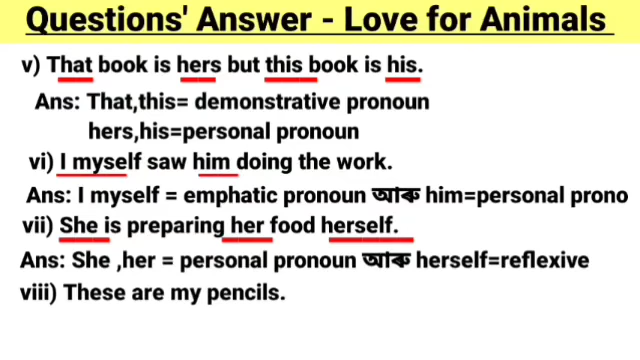 Questions' Answer - Love for Animals
v) That book is hers but this book is his.
Ans: That,this= demonstrative pronoun
hers,his=personal pronoun
vi) I myself saw him doing the work.
Ans: I myself = emphatic pronoun আৰু him=personal prono
vii) She is preparing her food herself.
Ans: She ,her = personal pronoun আৰু herself=reflexive
viii) These are my pencils.